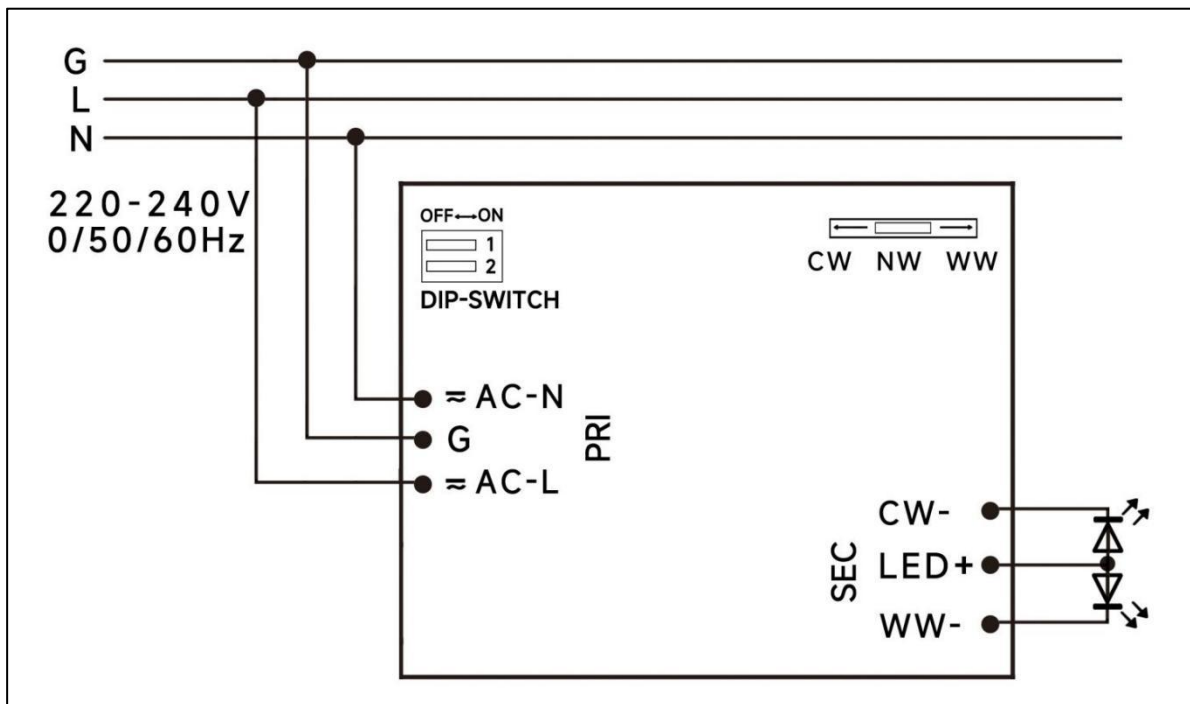 G
L
N
220-240V
0/50/60Hz
OFF↔ON
1
2
DIP-SWITCH
CW NW WW
≂ AC-N
G
≂ AC-L
PRI
SEC
CW-
LED+
WW-